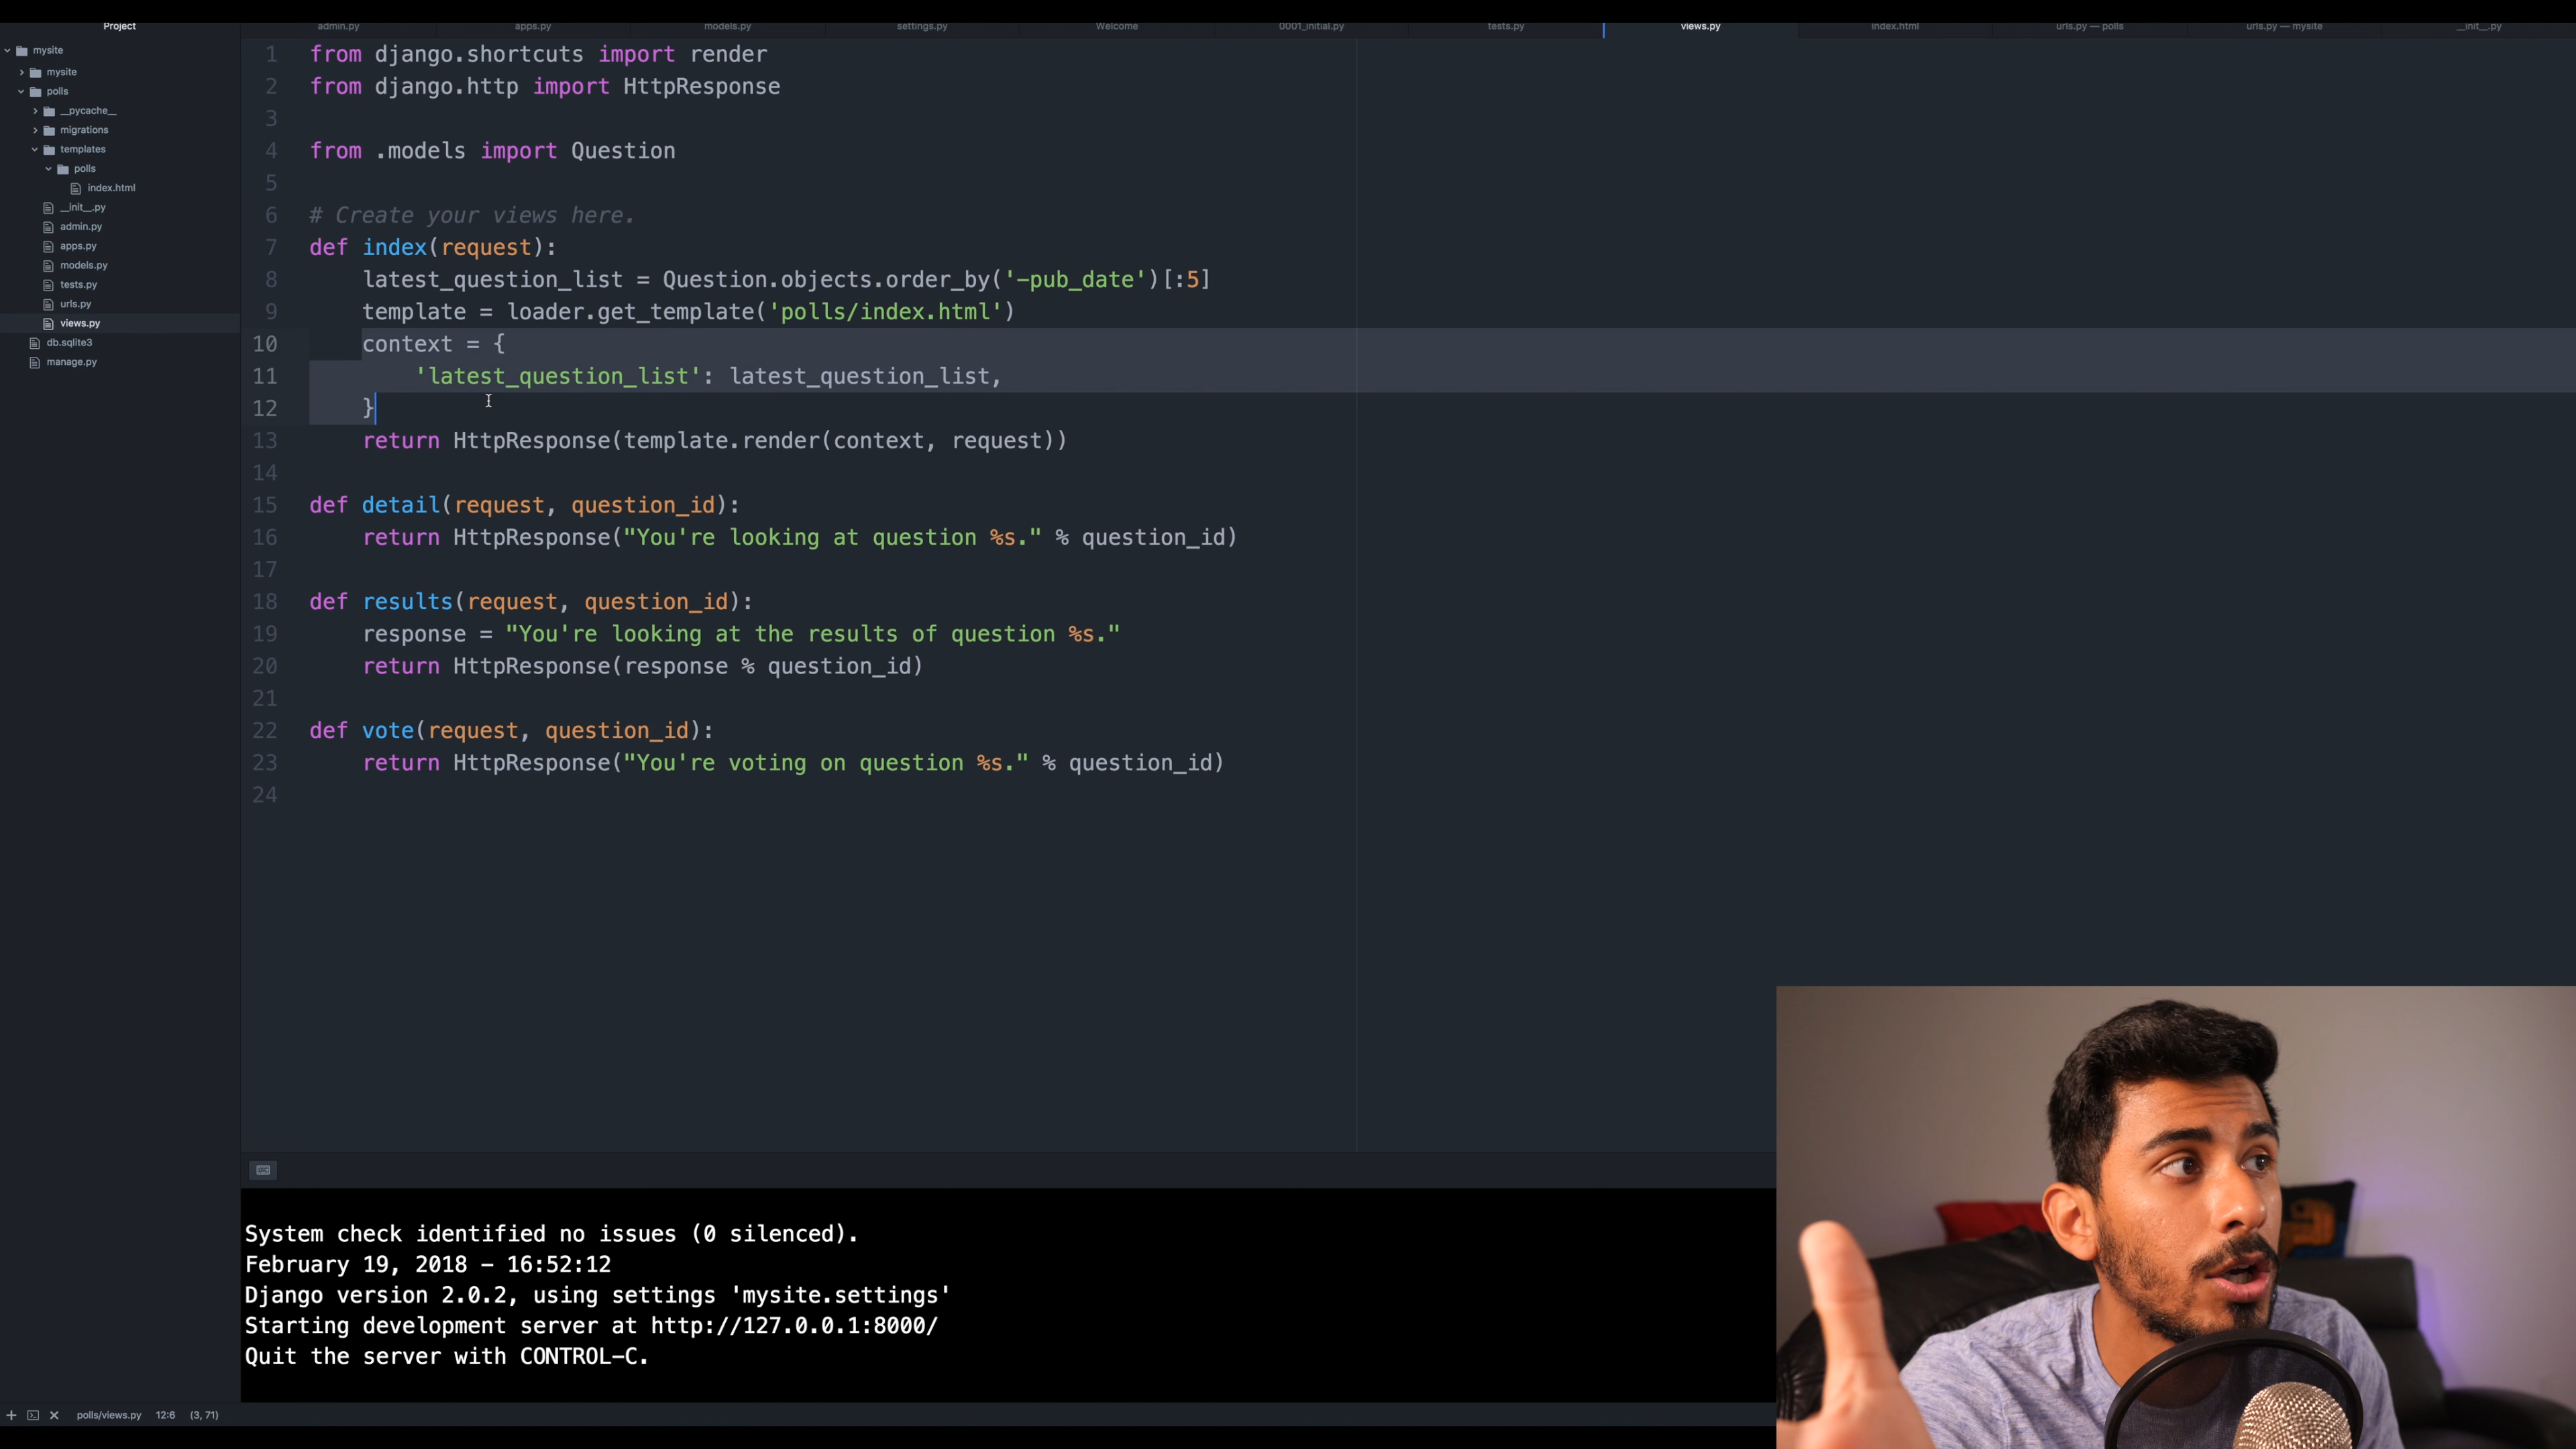 Project
admin.py
apps.py
models.py
settings.py
Welcome
0001_initial.py
tests.py
views.py
index.html
urls.py — polls
urls.py — mysite
__init__.py
mysite
mysite
polls
__pycache__
migrations
templates
polls
index.html
__init__.py
admin.py
apps.py
models.py
tests.py
urls.py
views.py
db.sqlite3
manage.py
1 from django.shortcuts import render
2 from django.http import HttpResponse
3
4 from .models import Question
5
6 # Create your views here.
7 def index(request):
8 latest_question_list = Question.objects.order_by('-pub_date')[:5]
9 template = loader.get_template('polls/index.html')
10 context = {
11 'latest_question_list': latest_question_list,
12 }
13 return HttpResponse(template.render(context, request))
14
15 def detail(request, question_id):
16 return HttpResponse("You're looking at question %s." % question_id)
17
18 def results(request, question_id):
19 response = "You're looking at the results of question %s."
20 return HttpResponse(response % question_id)
21
22 def vote(request, question_id):
23 return HttpResponse("You're voting on question %s." % question_id)
24
System check identified no issues (0 silenced).
February 19, 2018 - 16:52:12
Django version 2.0.2, using settings 'mysite.settings'
Starting development server at http://127.0.0.1:8000/
Quit the server with CONTROL-C.
polls/views.py 12:6 (3, 71)